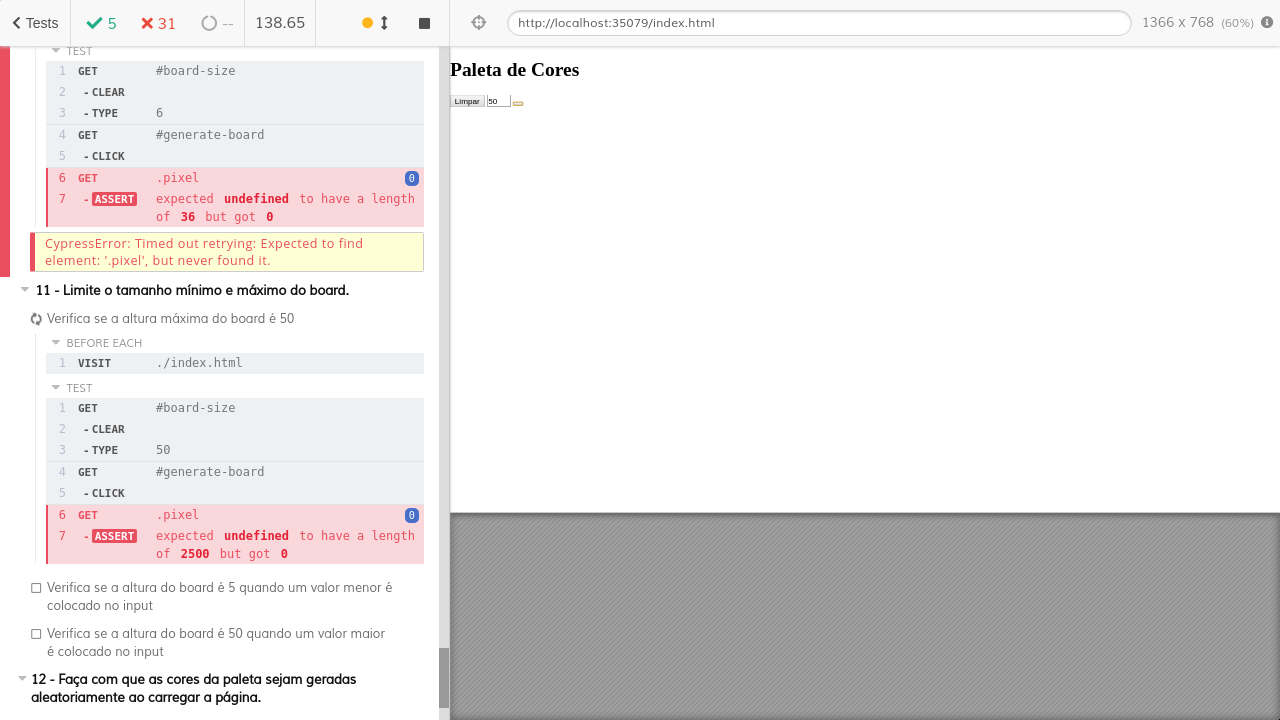 Tests 5 31 -- 138.65 http://localhost:35079/index.html 1366 x 768 (60%)
TEST
1 GET #board-size
2 - CLEAR
3 - TYPE 6
4 GET #generate-board
5 - CLICK
6 GET .pixel 0
7 - ASSERT expected undefined to have a length
of 36 but got 0
CypressError: Timed out retrying: Expected to find
element: '.pixel', but never found it.
11 - Limite o tamanho mínimo e máximo do board.
Verifica se a altura máxima do board é 50
BEFORE EACH
1 VISIT ./index.html
TEST
1 GET #board-size
2 - CLEAR
3 - TYPE 50
4 GET #generate-board
5 - CLICK
6 GET .pixel 0
7 - ASSERT expected undefined to have a length
of 2500 but got 0
Verifica se a altura do board é 5 quando um valor menor é
colocado no input
Verifica se a altura do board é 50 quando um valor maior
é colocado no input
12 - Faça com que as cores da paleta sejam geradas
aleatoriamente ao carregar a página.
Paleta de Cores
Limpar 50